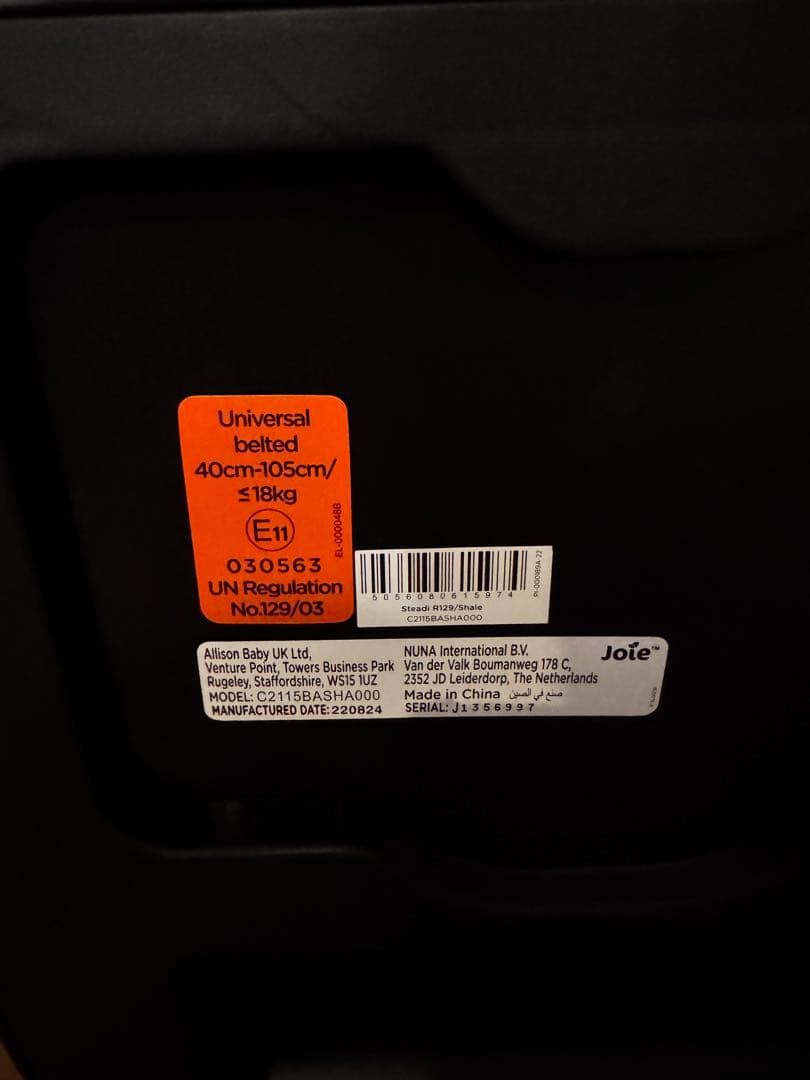 Universal
belted
40cm-105cm/
≤18kg
E11
030563
UN Regulation
No.129/03
EL-000048B
5 056080 615974
Steadi R129/Shale
C2115BASHA000
PI-000189A-22
Allison Baby UK Ltd,
Venture Point, Towers Business Park
Rugeley, Staffordshire, WS15 1UZ
MODEL: C2115BASHA000
MANUFACTURED DATE: 220824
NUNA International B.V.
Van der Valk Boumanweg 178 C,
2352 JD Leiderdorp, The Netherlands
Made in China صنع في الصين
SERIAL: J1356997
Joie™